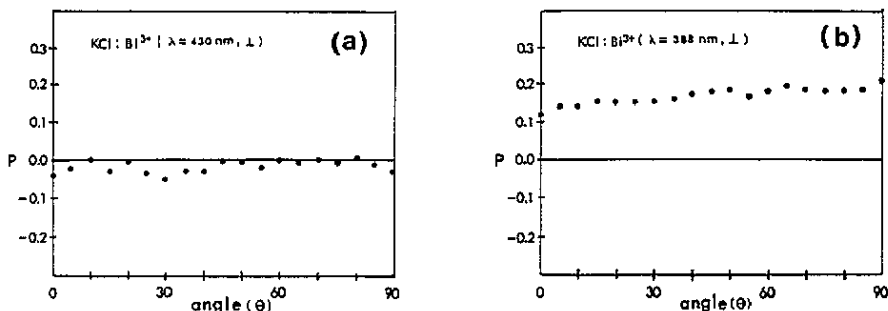 KCl: Bi³⁺ ( λ = 430 nm, ⊥ )
(a)
0.3
0.2
0.1
P 0.0
-0.1
-0.2
0 30 60 90
angle (θ)
KCl: Bi³⁺ ( λ = 388 nm, ⊥ )
(b)
0.3
0.2
0.1
P 0.0
-0.1
-0.2
0 30 60 90
angle (θ)